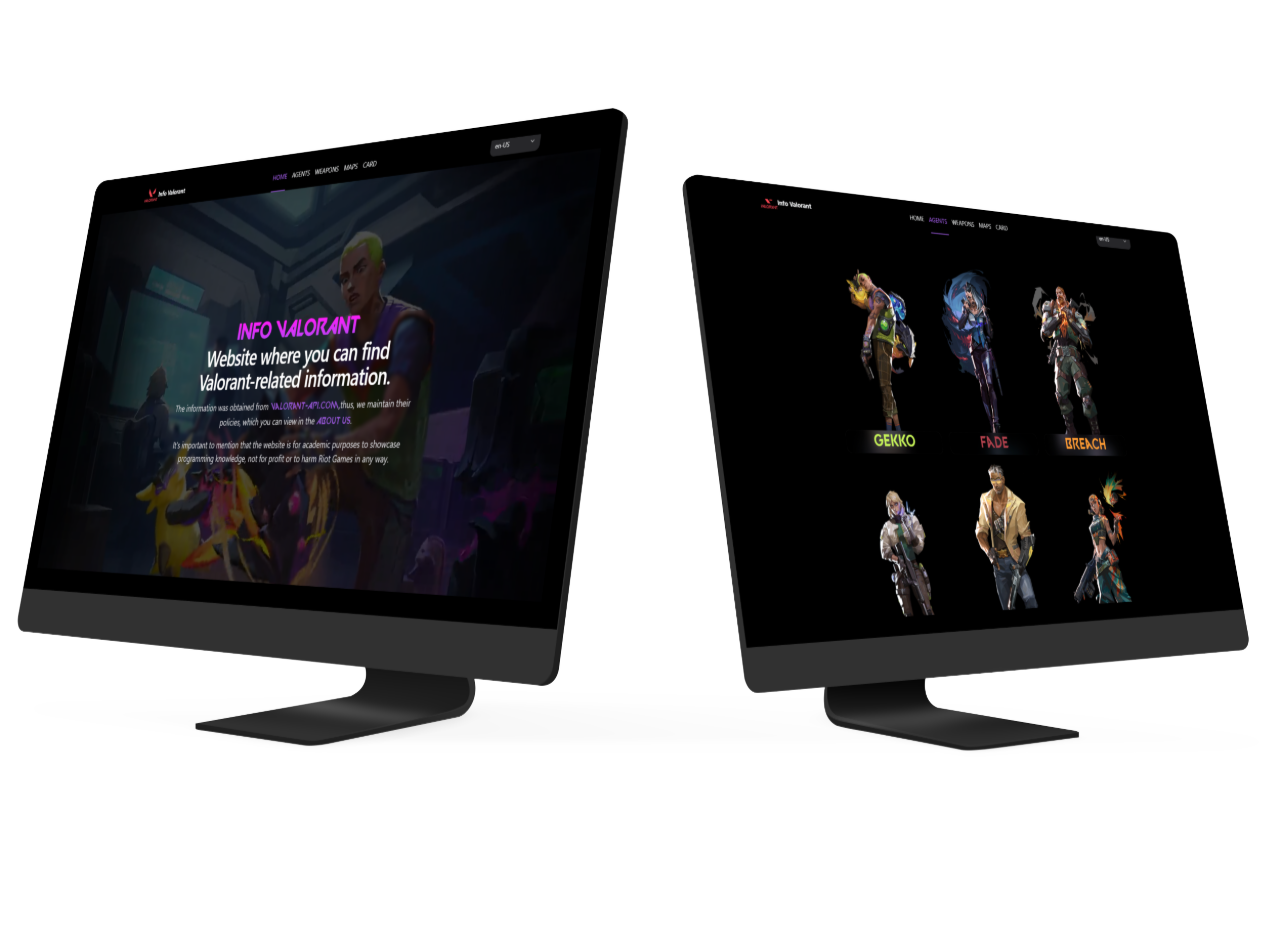 en-US
HOME AGENTS WEAPONS MAPS CARD
VALORANT
Info Valorant
INFO VALORANT
Website where you can find
Valorant-related information.
The information was obtained from VALORANT-API.COM, thus, we maintain their
policies, which you can view in the ABOUT US.
It's important to mention that the website is for academic purposes to showcase
programming knowledge, not for profit or to harm Riot Games in any way.
VALORANT
Info Valorant
HOME AGENTS WEAPONS MAPS CARD
en-US
GEKKO
FADE
BREACH